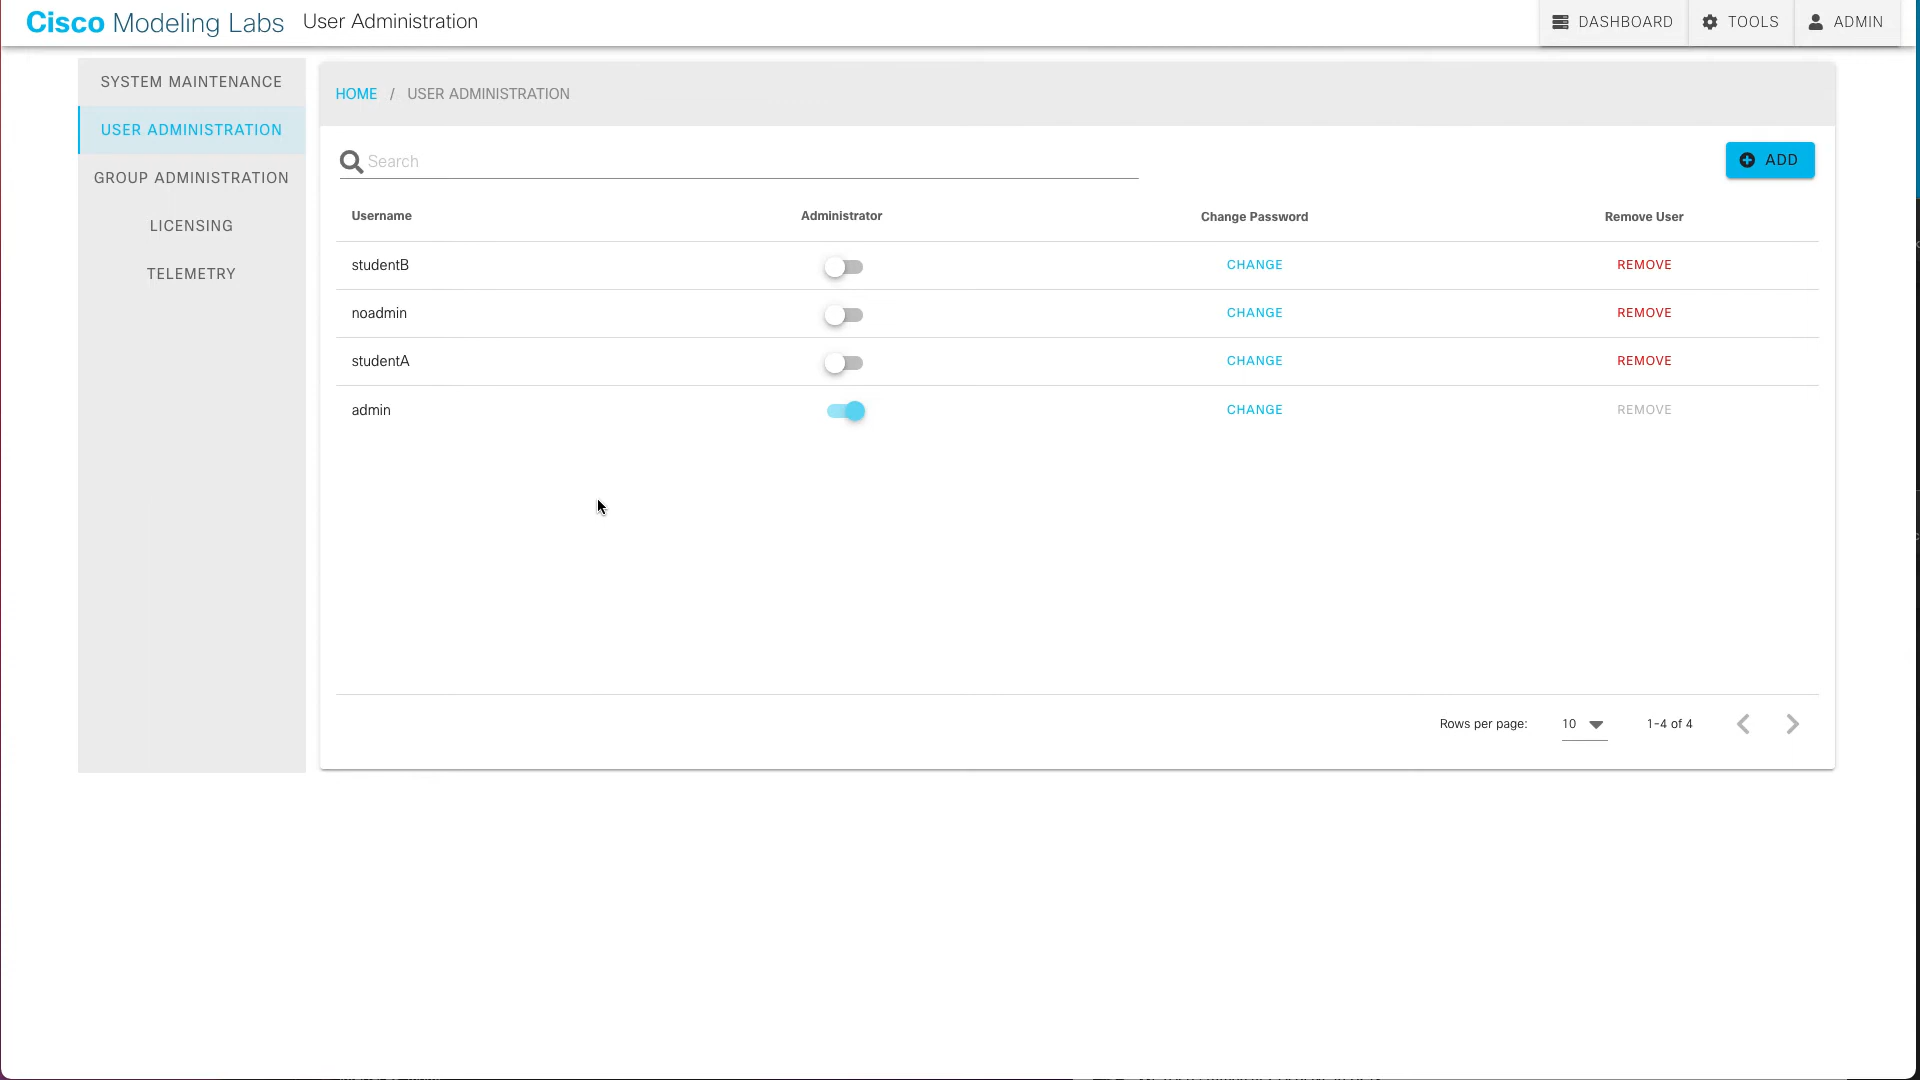 Cisco Modeling Labs User Administration DASHBOARD TOOLS ADMIN
SYSTEM MAINTENANCE
USER ADMINISTRATION
GROUP ADMINISTRATION
LICENSING
TELEMETRY
HOME / USER ADMINISTRATION
Search ADD
Username Administrator Change Password Remove User
studentB CHANGE REMOVE
noadmin CHANGE REMOVE
studentA CHANGE REMOVE
admin CHANGE REMOVE
Rows per page: 10 1-4 of 4